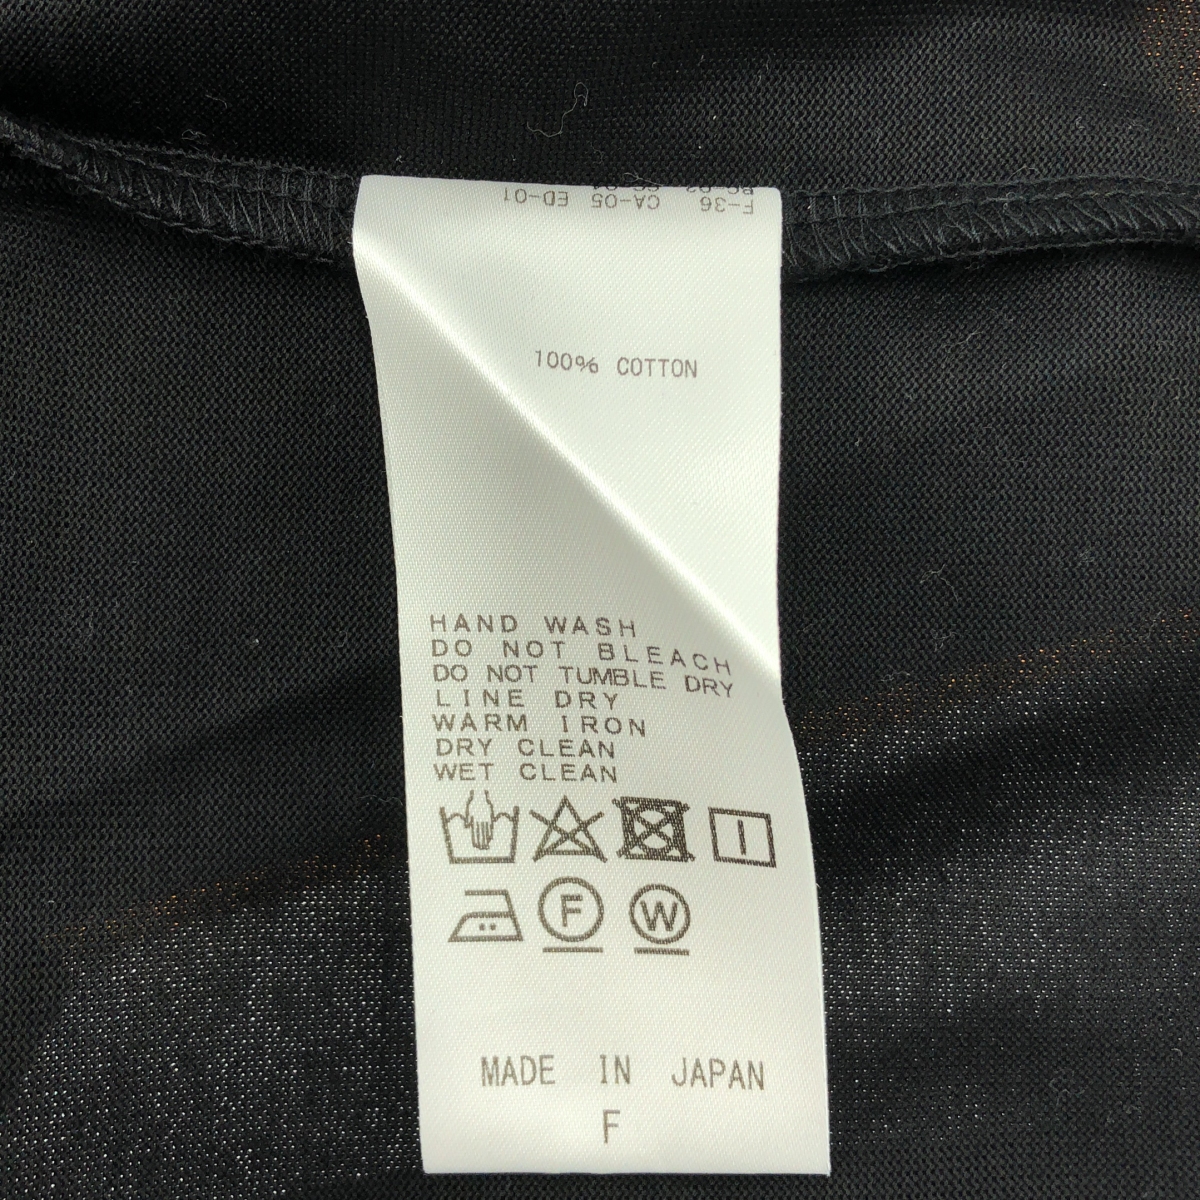 F-36 CA-05 ED-01
100% COTTON
HAND WASH
DO NOT BLEACH
DO NOT TUMBLE DRY
LINE DRY
WARM IRON
DRY CLEAN
WET CLEAN
F W
MADE IN JAPAN
F